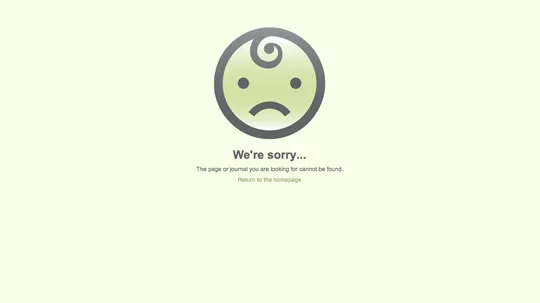 We're sorry...
The page or journal you are looking for cannot be found.
Return to the homepage